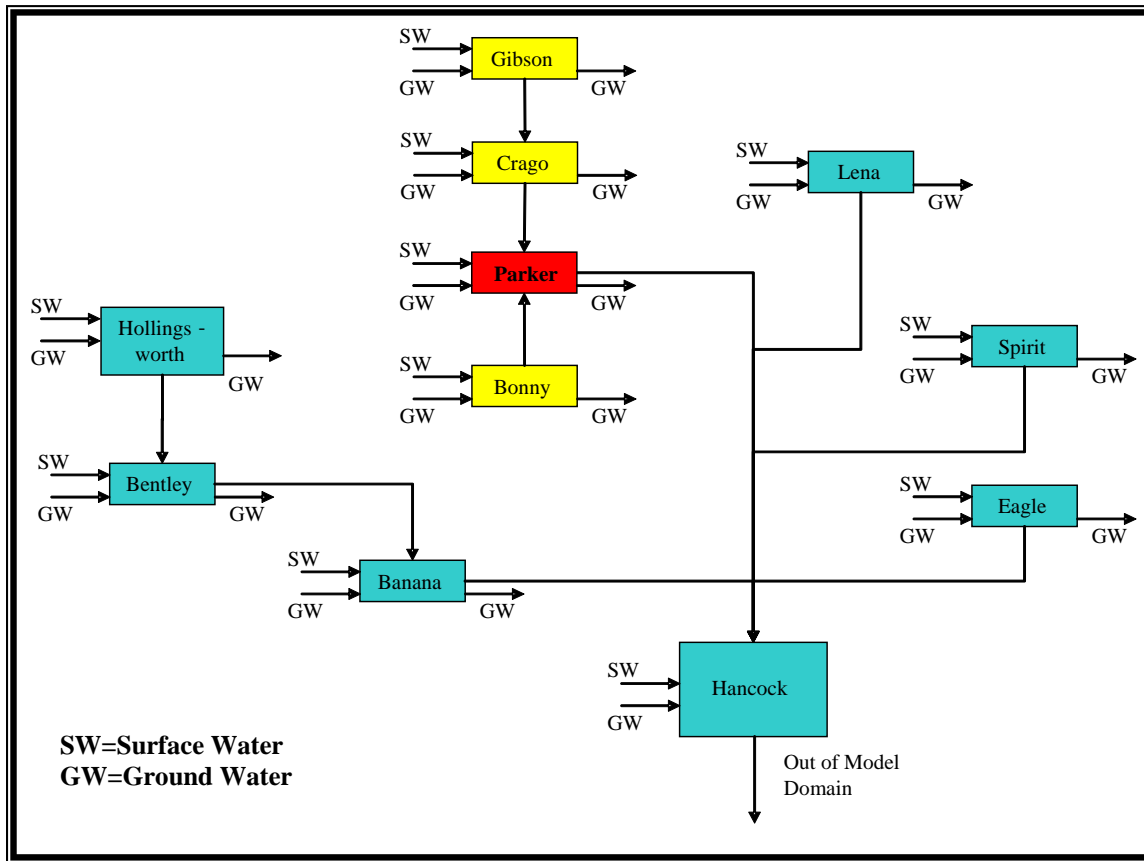 SW
Gibson
GW
GW
SW
Crago
GW
GW
SW
Lena
GW
GW
SW
Parker
GW
GW
SW
Hollings -
worth
GW
GW
SW
Spirit
GW
GW
SW
Bonny
GW
GW
SW
Bentley
GW
GW
SW
Eagle
GW
GW
SW
Banana
GW
GW
SW
Hancock
GW
SW=Surface Water
GW=Ground Water
Out of Model
Domain